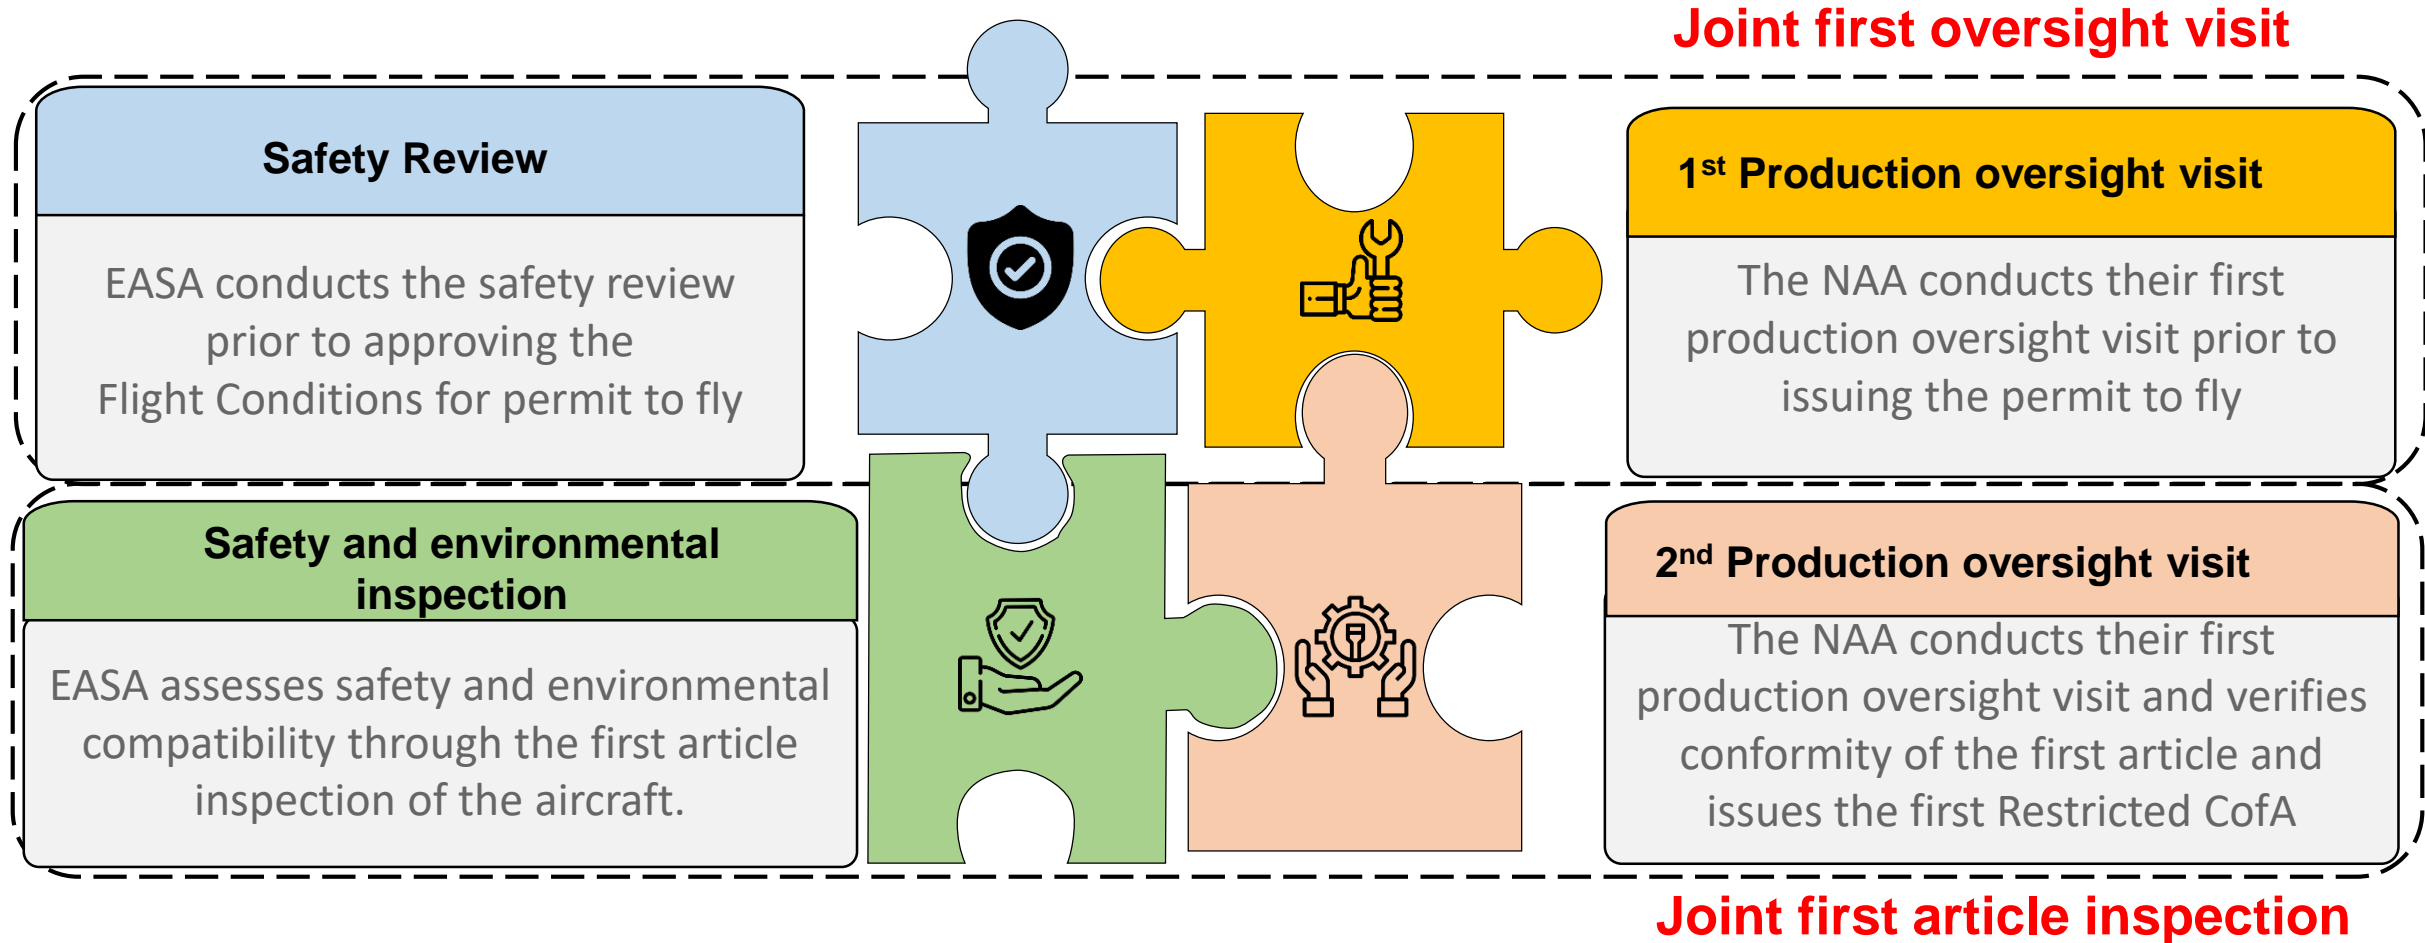 Joint first oversight visit
Safety Review
EASA conducts the safety review
prior to approving the
Flight Conditions for permit to fly
1st Production oversight visit
The NAA conducts their first
production oversight visit prior to
issuing the permit to fly
Safety and environmental
inspection
EASA assesses safety and environmental
compatibility through the first article
inspection of the aircraft.
2nd Production oversight visit
The NAA conducts their first
production oversight visit and verifies
conformity of the first article and
issues the first Restricted CofA
Joint first article inspection